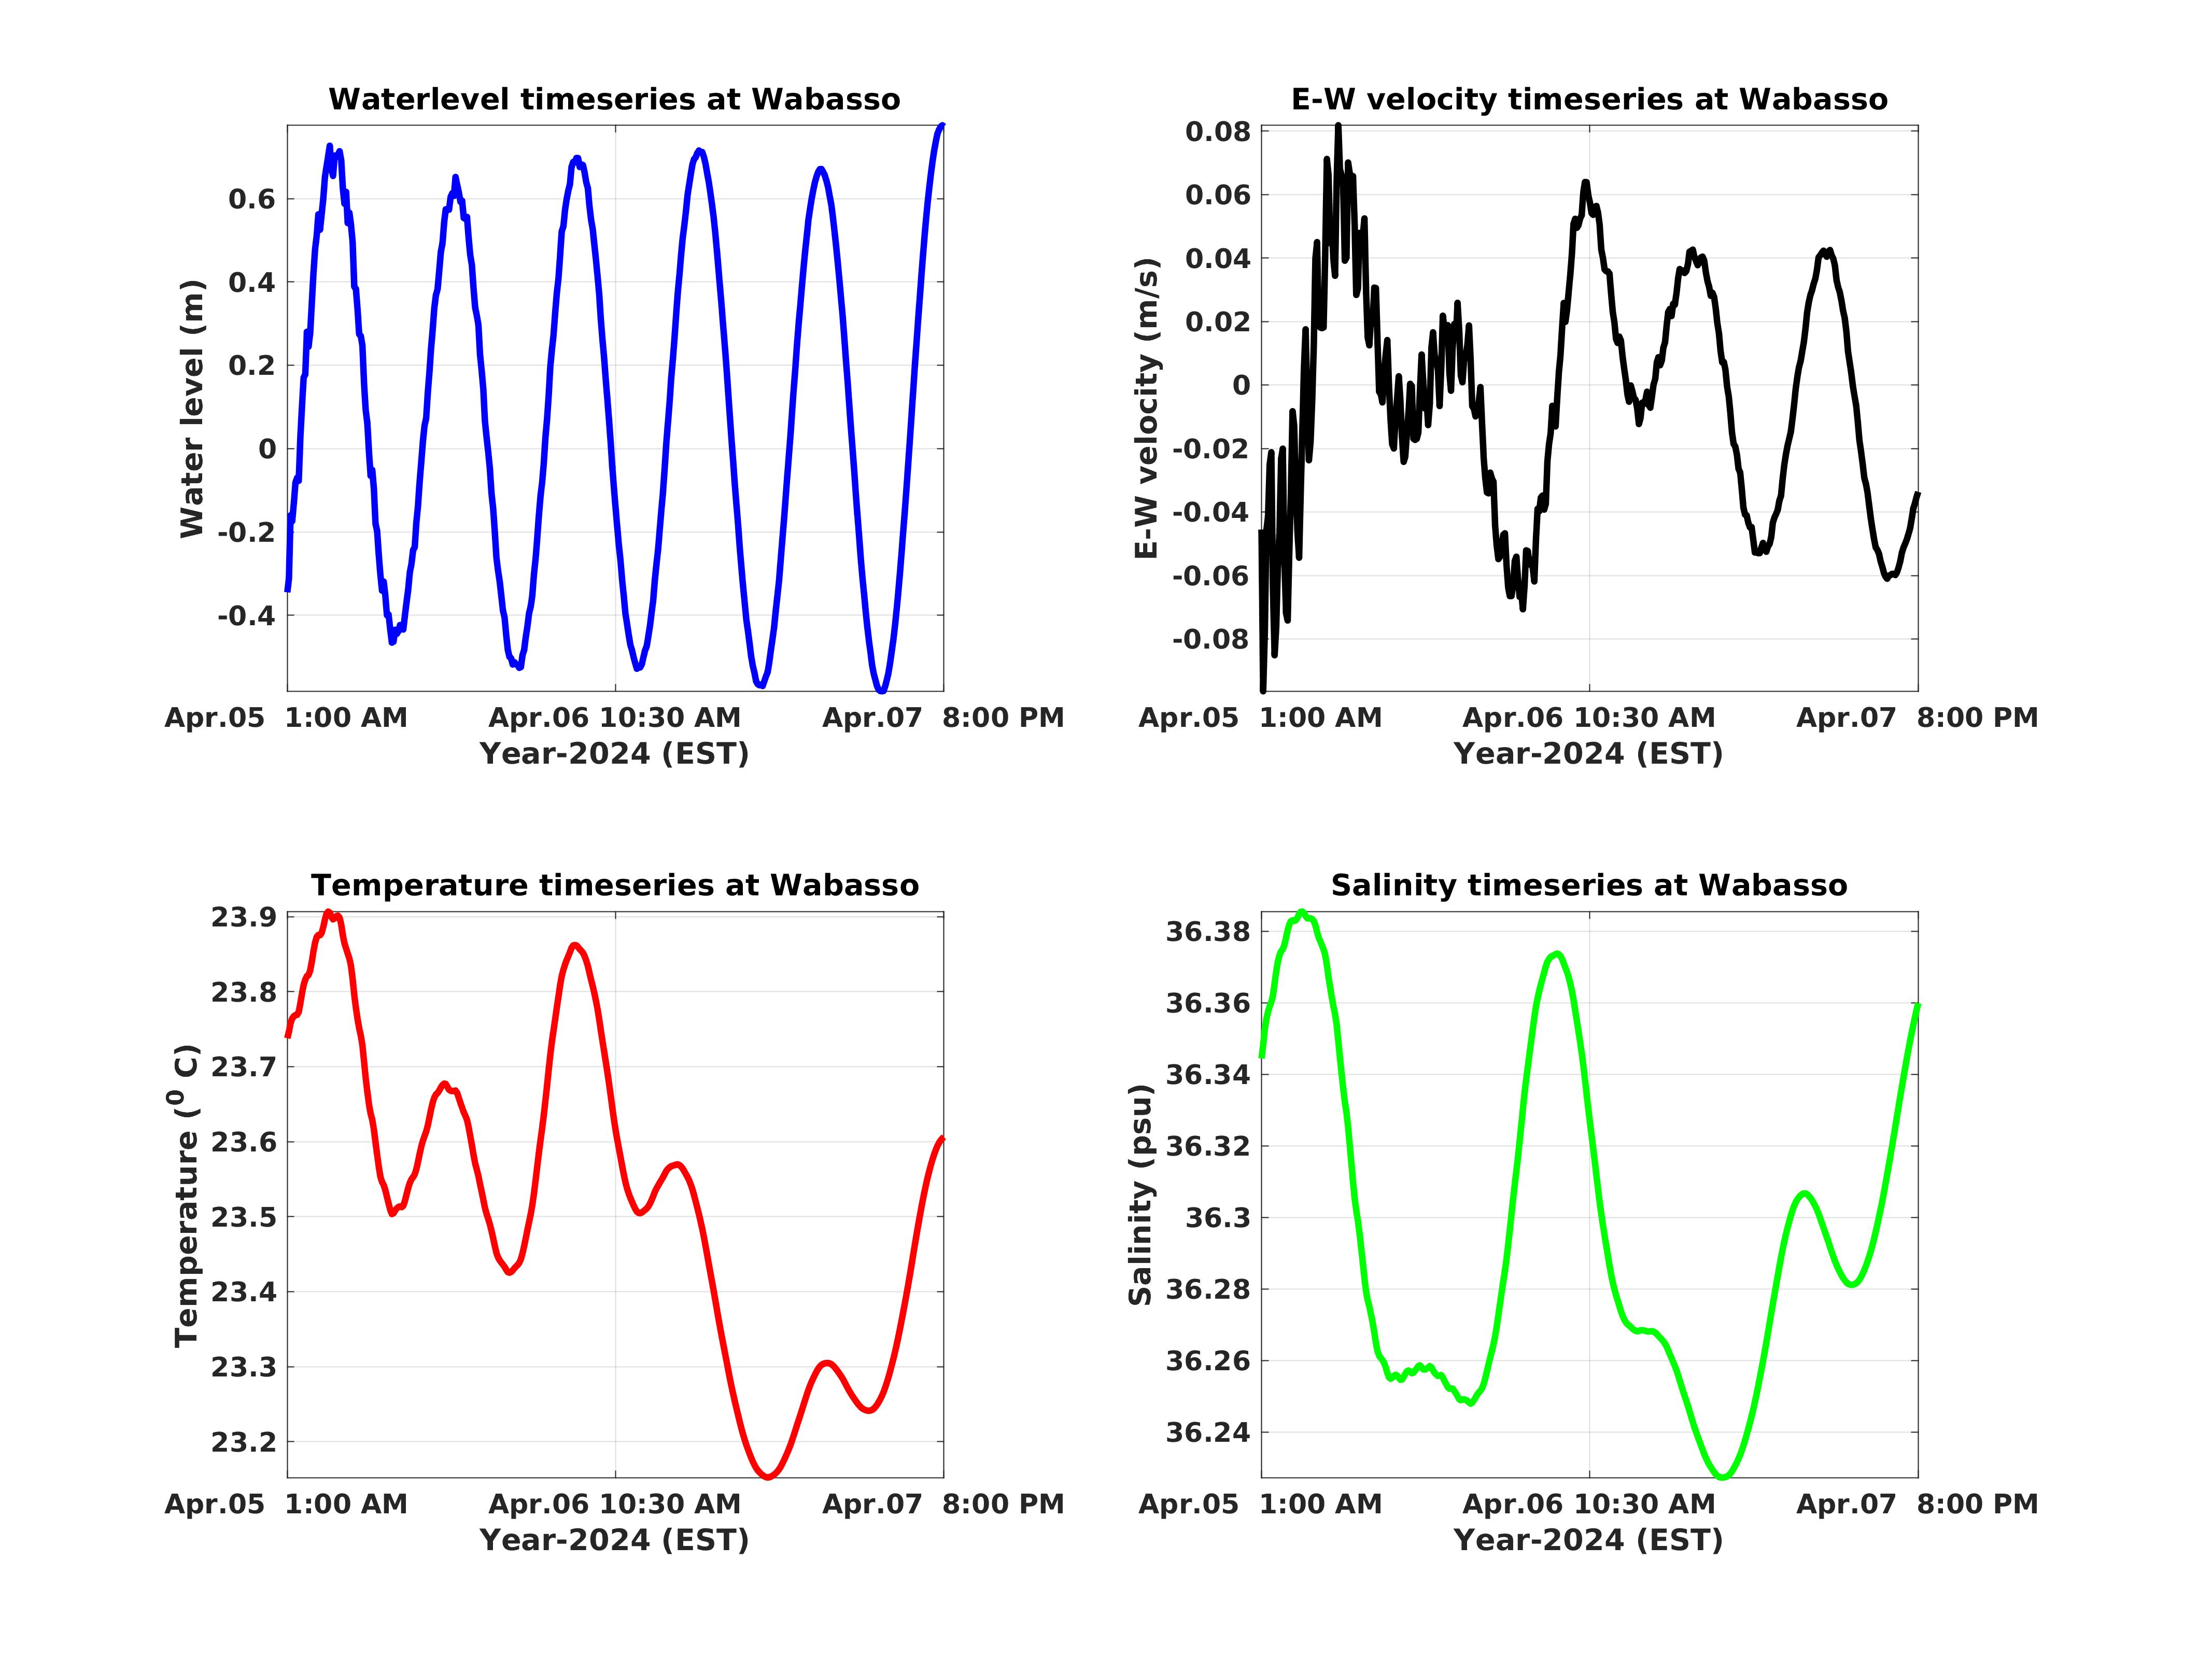 Waterlevel timeseries at Wabasso
Water level (m)
0.6
0.4
0.2
0
-0.2
-0.4
Apr.05 1:00 AM Apr.06 10:30 AM Apr.07 8:00 PM
Year-2024 (EST)
E-W velocity timeseries at Wabasso
E-W velocity (m/s)
0.08
0.06
0.04
0.02
0
-0.02
-0.04
-0.06
-0.08
Apr.05 1:00 AM Apr.06 10:30 AM Apr.07 8:00 PM
Year-2024 (EST)
Temperature timeseries at Wabasso
Temperature (⁰ C)
23.9
23.8
23.7
23.6
23.5
23.4
23.3
23.2
Apr.05 1:00 AM Apr.06 10:30 AM Apr.07 8:00 PM
Year-2024 (EST)
Salinity timeseries at Wabasso
Salinity (psu)
36.38
36.36
36.34
36.32
36.3
36.28
36.26
36.24
Apr.05 1:00 AM Apr.06 10:30 AM Apr.07 8:00 PM
Year-2024 (EST)